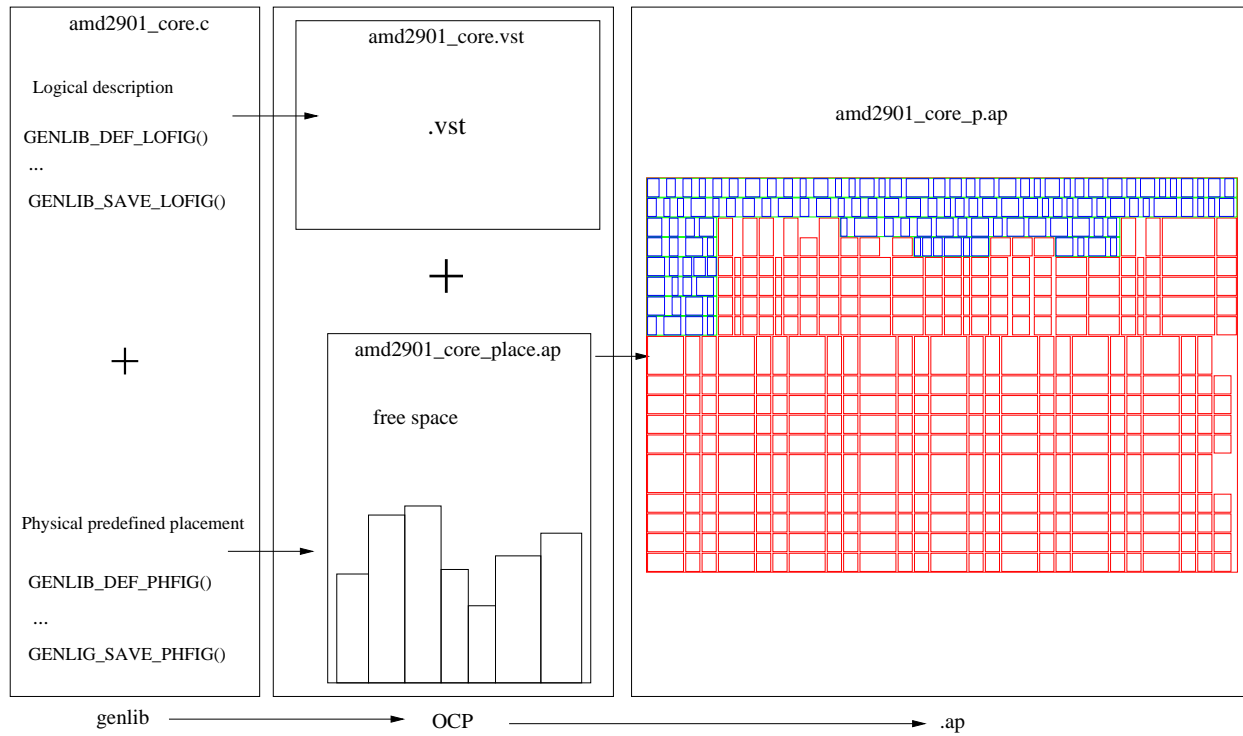 amd2901_core.c
Logical description
GENLIB_DEF_LOFIG()
...
GENLIB_SAVE_LOFIG()
+
Physical predefined placement
GENLIB_DEF_PHFIG()
...
GENLIG_SAVE_PHFIG()
amd2901_core.vst
.vst
+
amd2901_core_place.ap
free space
amd2901_core_p.ap
genlib
OCP
.ap